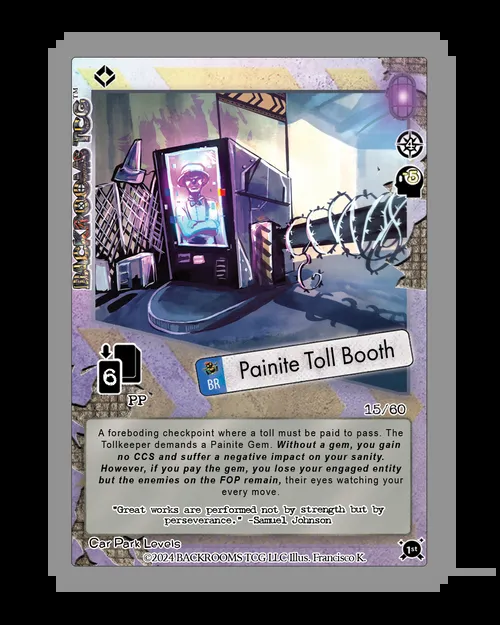 BACKROOMS TCG™
5
6
PP
BR
Painite Toll Booth
15/60
A foreboding checkpoint where a toll must be paid to pass. The
Tollkeeper demands a Painite Gem. Without a gem, you gain
no CCS and suffer a negative impact on your sanity.
However, if you pay the gem, you lose your engaged entity
but the enemies on the FOP remain, their eyes watching your
every move.
"Great works are performed not by strength but by
perseverance." -Samuel Johnson
Car Park Levels
©2024 BACKROOMS TCG LLC Illus. Francisco K.
1st